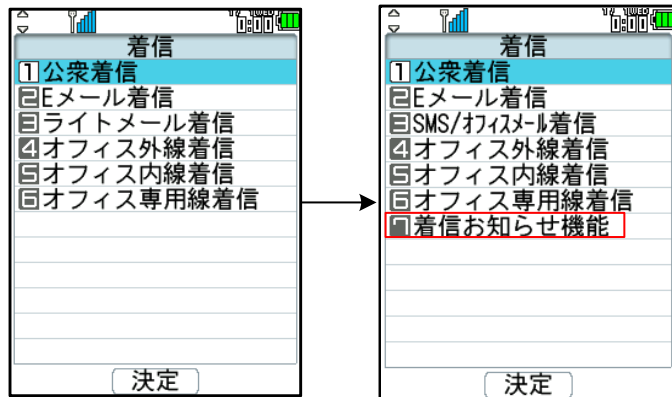 着信
1公衆着信
2Eメール着信
3ライトメール着信
4オフィス外線着信
5オフィス内線着信
6オフィス専用線着信
決定
着信
1公衆着信
2Eメール着信
3SMS/ｵﾌｨｽﾒｰﾙ着信
4オフィス外線着信
5オフィス内線着信
6オフィス専用線着信
7着信お知らせ機能
決定